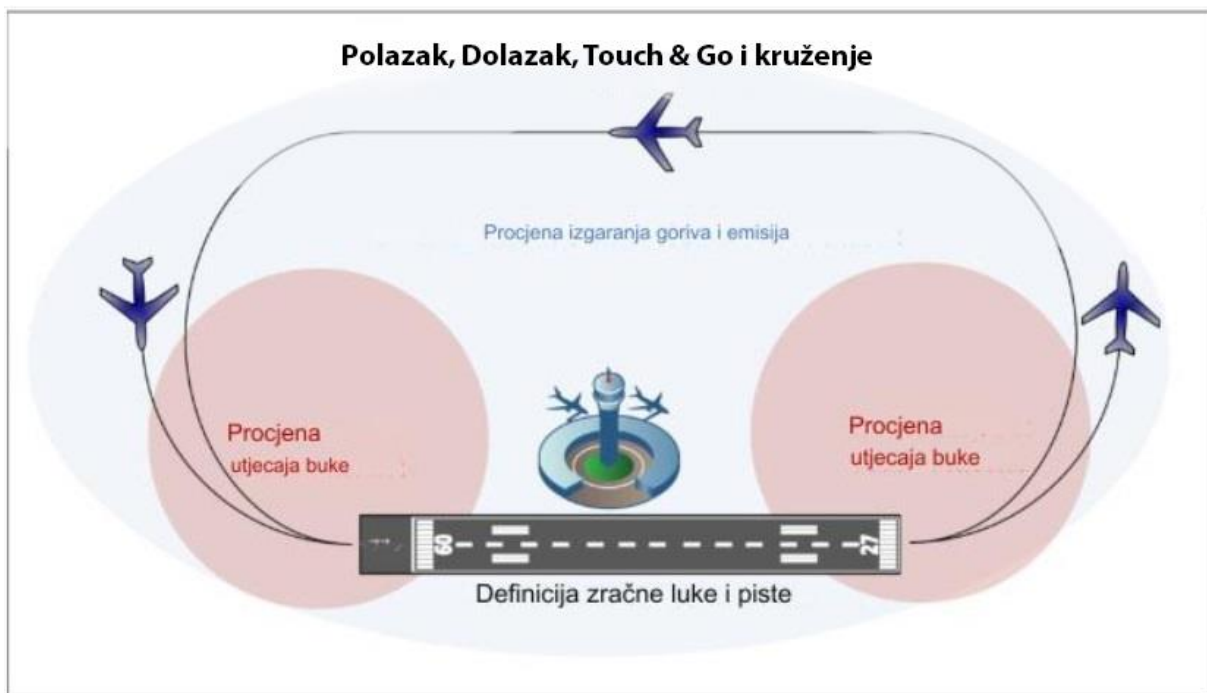 Polazak, Dolazak, Touch & Go i kruženje
Procjena izgaranja goriva i emisija
Procjena
utjecaja buke
Procjena
utjecaja buke
09
27
Definicija zračne luke i piste